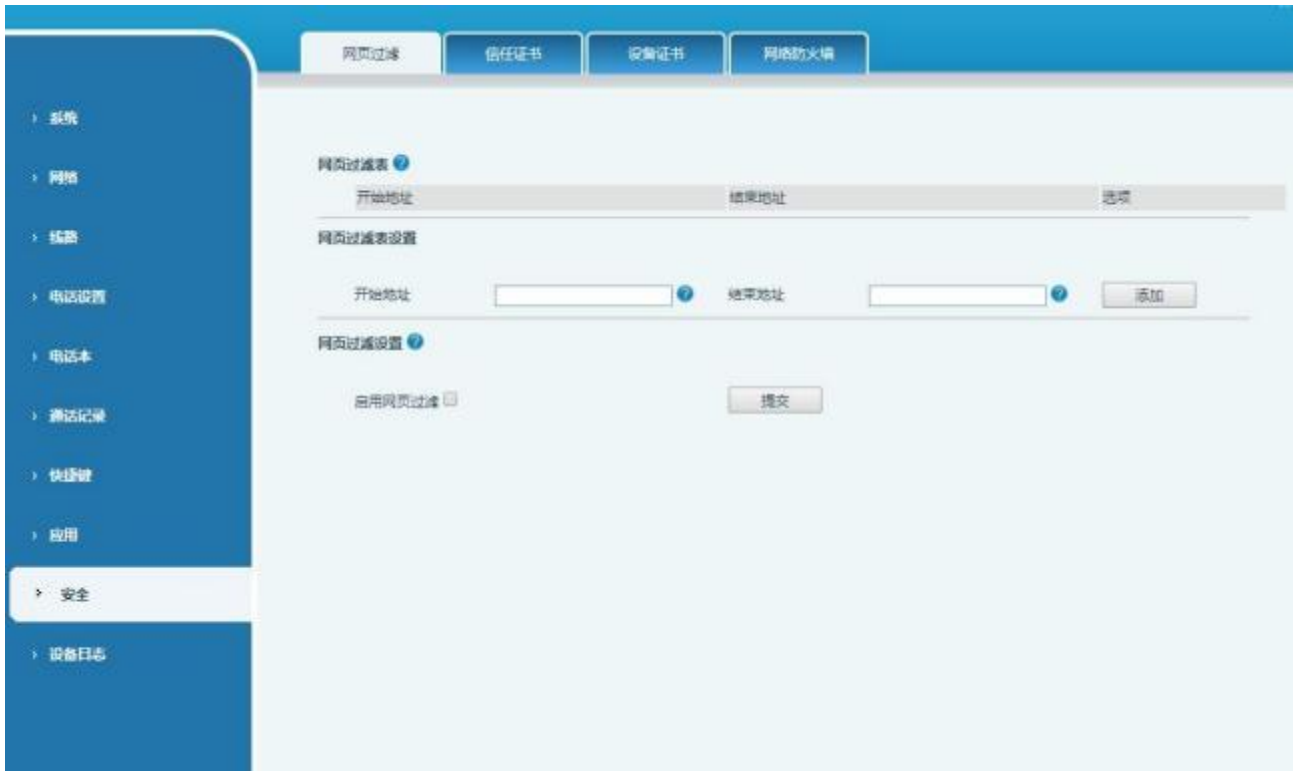 网页过滤 信任证书 设备证书 网络防火墙
系统
网络
线路
电话设置
电话本
通话记录
快捷键
应用
安全
设备日志
网页过滤表
开始地址 结束地址 选项
网页过滤表设置
开始地址 结束地址 添加
网页过滤设置
启用网页过滤 提交